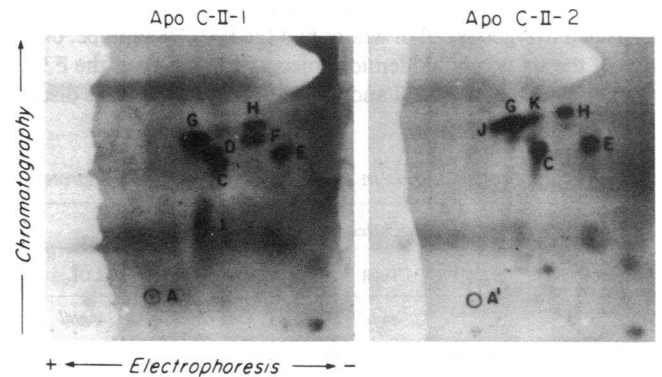 Apo C-II-1
Apo C-II-2
Chromatography
G
H
D
F
E
C
I
A
G
K
H
J
C
E
A'
+ Electrophoresis -